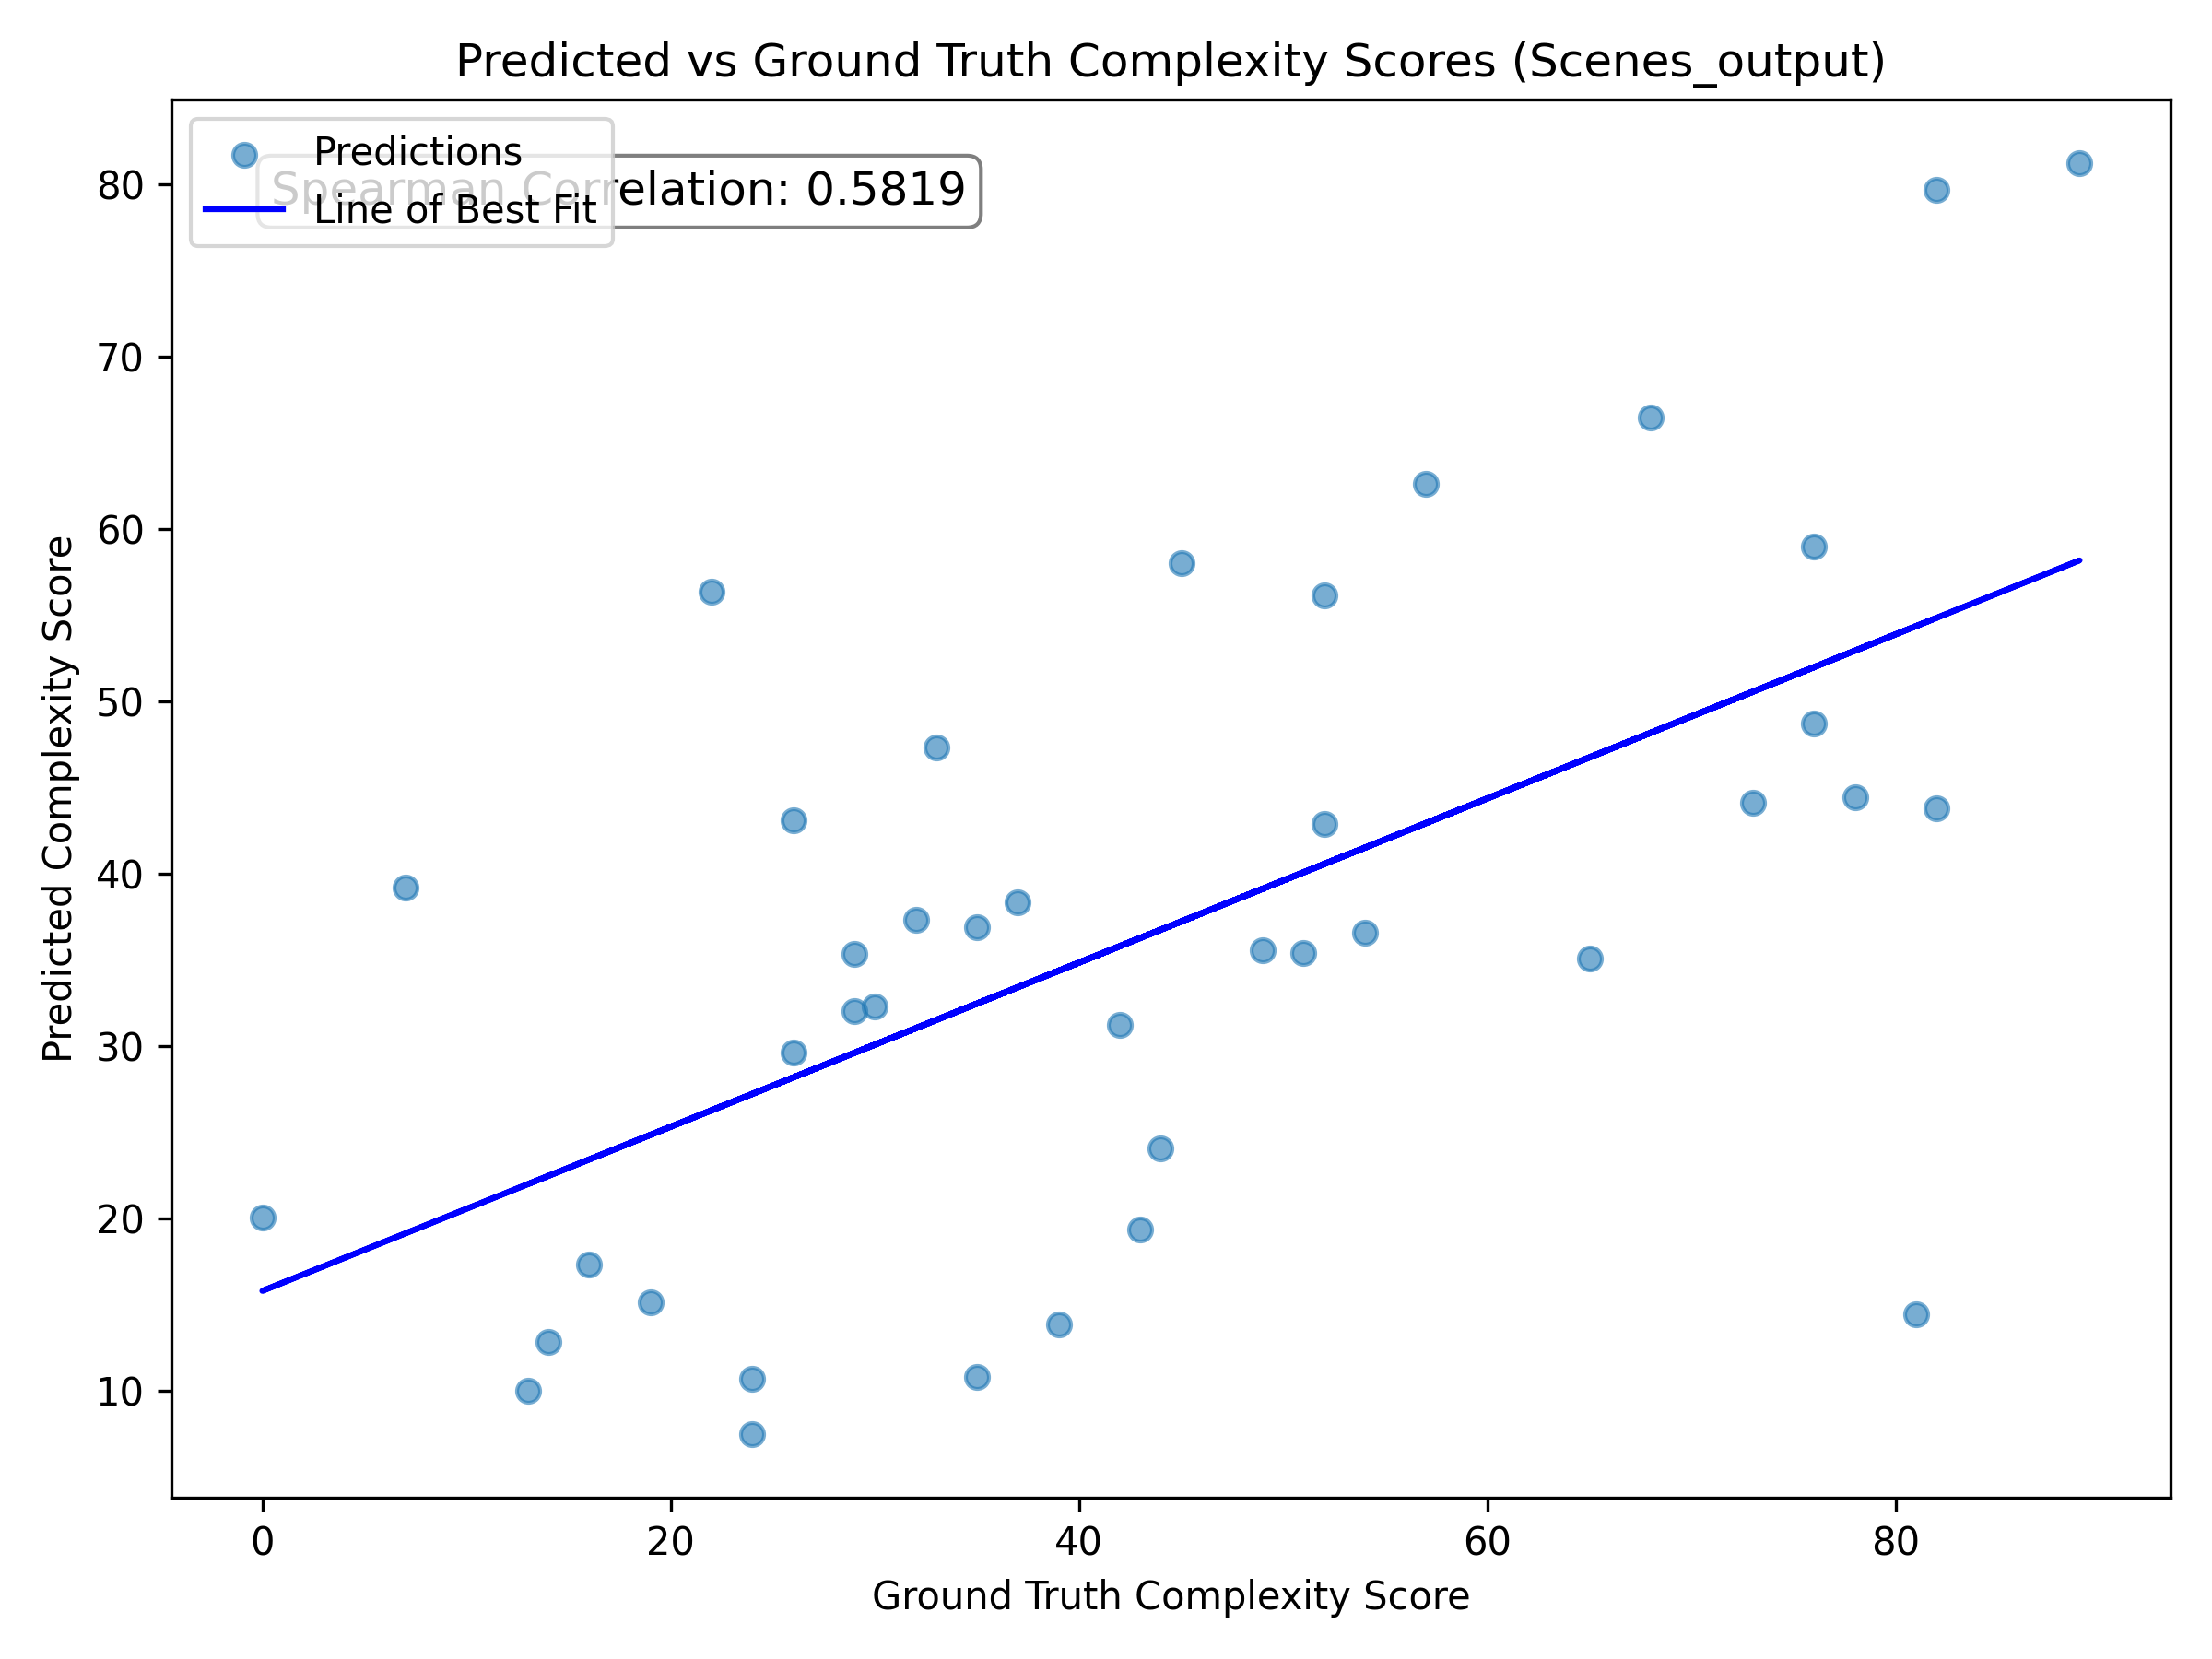 Predicted vs Ground Truth Complexity Scores (Scenes_output)
Predictions
Spearman Correlation: 0.5819
Line of Best Fit
80
70
60
50
40
30
20
10
Predicted Complexity Score
0 20 40 60 80
Ground Truth Complexity Score